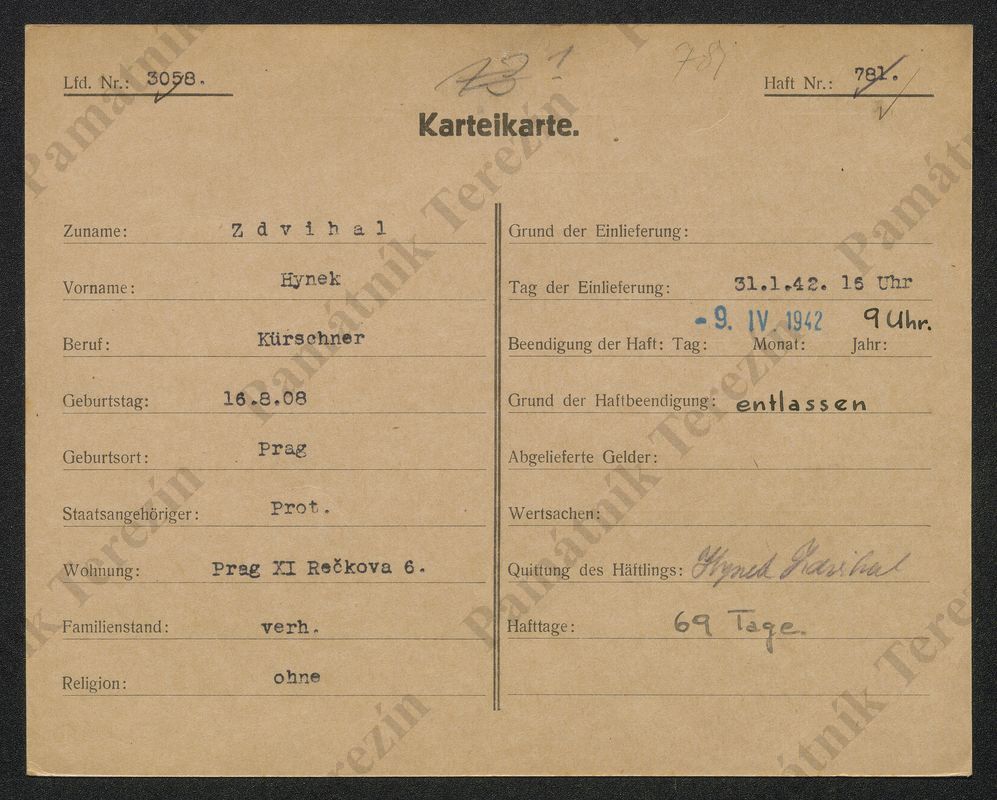 Lfd. Nr.: 3058.
Haft Nr.: 781.
781
Karteikarte.
Zuname: Zdvihal
Vorname: Hynek
Beruf: Kürschner
Geburtstag: 16.8.08
Geburtsort: Prag
Staatsangehöriger: Prot.
Wohnung: Prag XI Rečkova 6.
Familienstand: verh.
Religion: ohne
Grund der Einlieferung:
Tag der Einlieferung: 31.1.42. 16 Uhr
- 9. IV 1942 9 Uhr.
Beendigung der Haft: Tag: Monat: Jahr:
Grund der Haftbeendigung: entlassen
Abgelieferte Gelder:
Wertsachen:
Quittung des Häftlings: Hynek Zdvihal
Hafttage: 69 Tage.
Památník Terezín